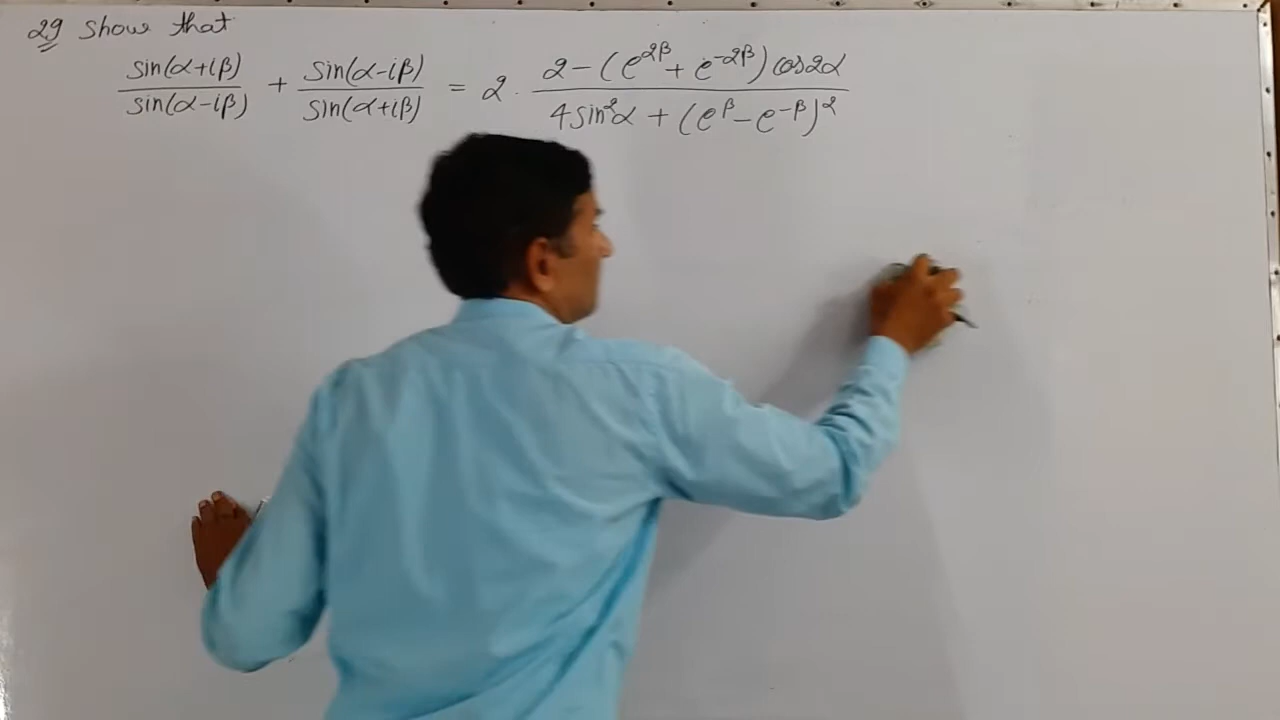 29 Show that
sin(α+iβ)/sin(α-iβ) + sin(α-iβ)/sin(α+iβ) = 2 · (2-(e^{2β}+e^{-2β})cos2α)/(4sin²α+(e^β-e^{-β})²)